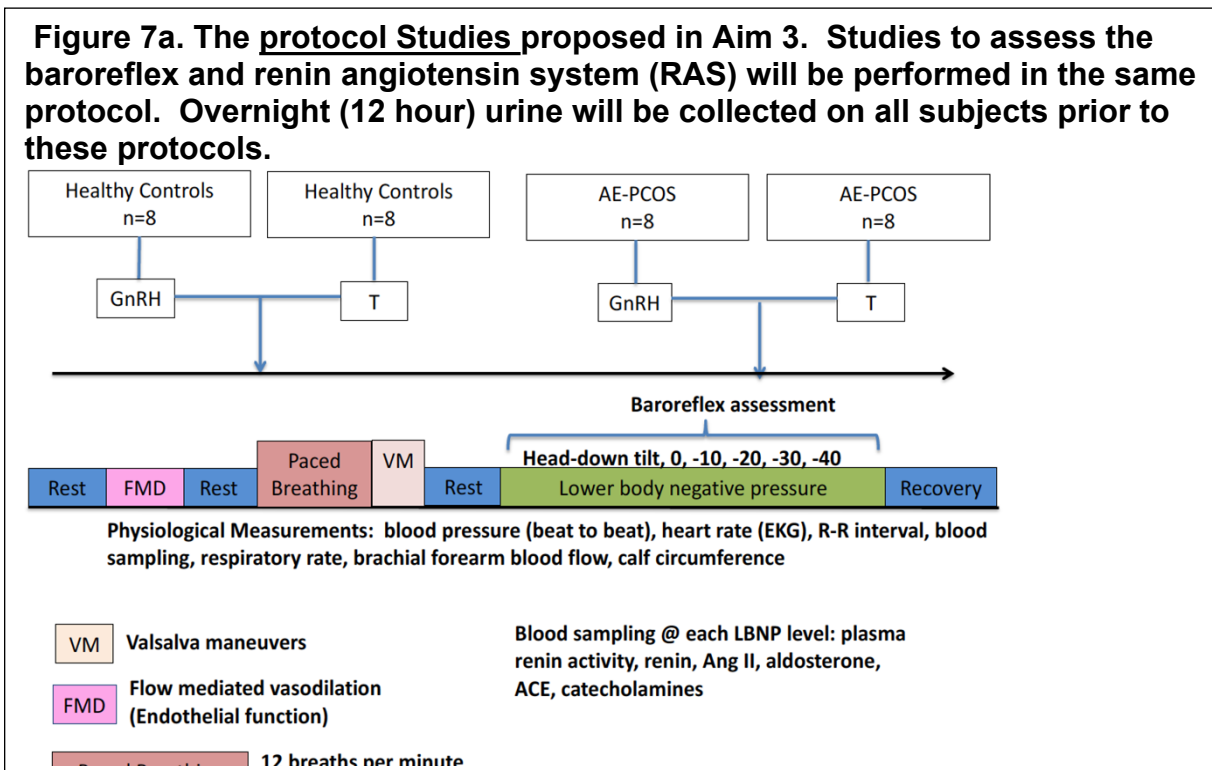 Figure 7a. The protocol Studies proposed in Aim 3. Studies to assess the
baroreflex and renin angiotensin system (RAS) will be performed in the same
protocol. Overnight (12 hour) urine will be collected on all subjects prior to
these protocols.
Healthy Controls
n=8
Healthy Controls
n=8
AE-PCOS
n=8
AE-PCOS
n=8
GnRH
T
GnRH
T
Baroreflex assessment
Head-down tilt, 0, -10, -20, -30, -40
Rest
FMD
Rest
Paced
Breathing
VM
Rest
Lower body negative pressure
Recovery
Physiological Measurements: blood pressure (beat to beat), heart rate (EKG), R-R interval, blood
sampling, respiratory rate, brachial forearm blood flow, calf circumference
VM
Valsalva maneuvers
FMD
Flow mediated vasodilation
(Endothelial function)
Blood sampling @ each LBNP level: plasma
renin activity, renin, Ang II, aldosterone,
ACE, catecholamines
12 breaths per minute